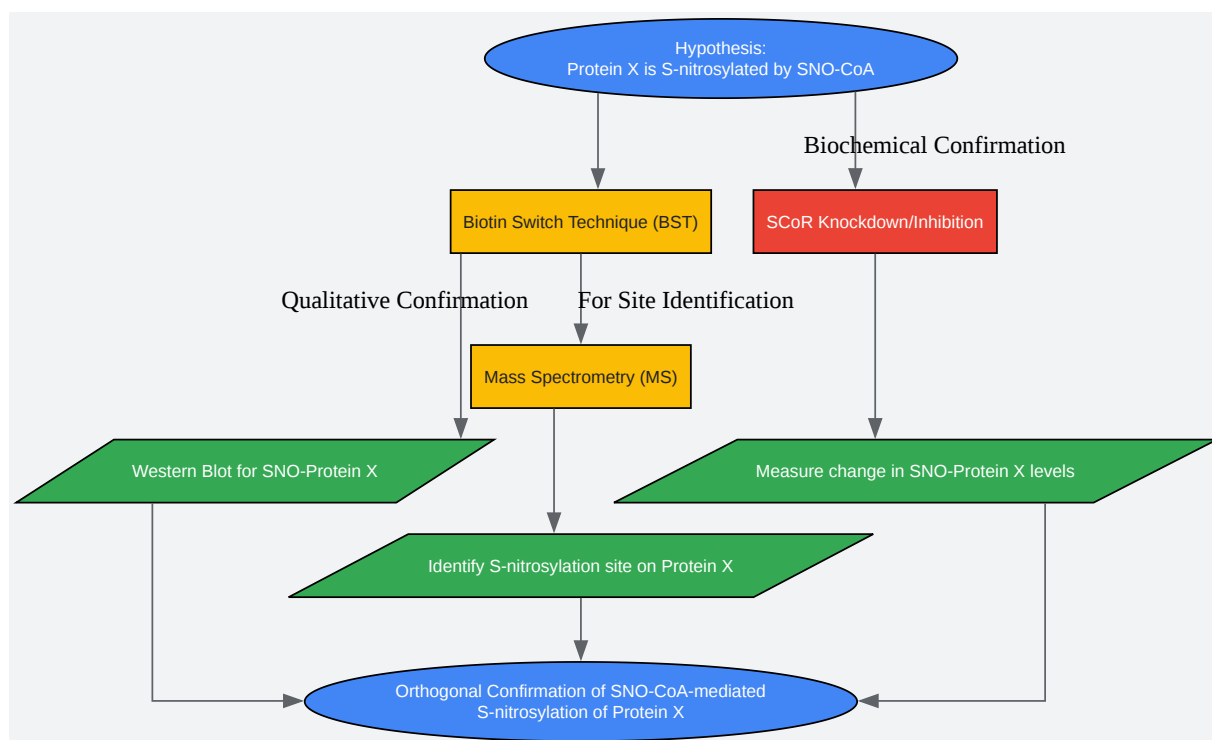 Hypothesis:
Protein X is S-nitrosylated by SNO-CoA
Biochemical Confirmation
Biotin Switch Technique (BST)
SCoR Knockdown/Inhibition
Qualitative Confirmation
For Site Identification
Mass Spectrometry (MS)
Western Blot for SNO-Protein X
Measure change in SNO-Protein X levels
Identify S-nitrosylation site on Protein X
Orthogonal Confirmation of SNO-CoA-mediated
S-nitrosylation of Protein X